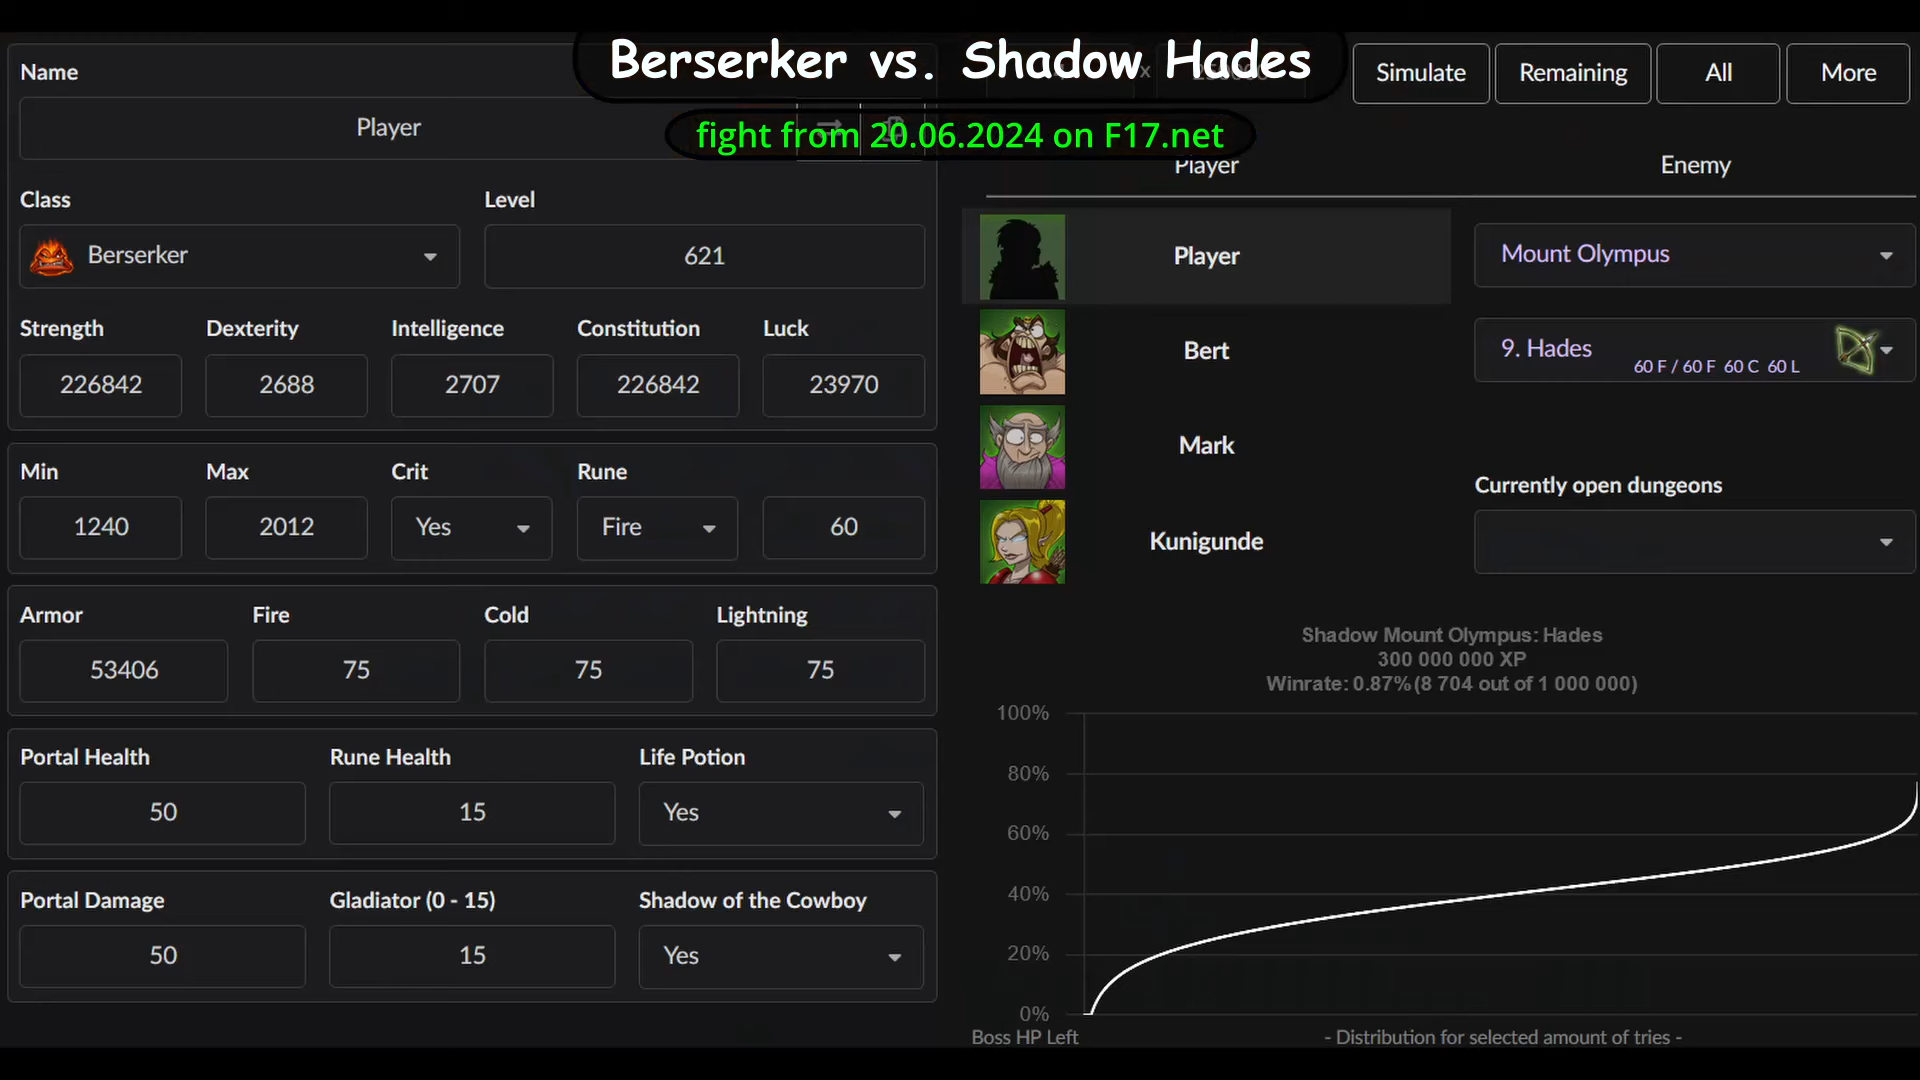 Berserker vs. Shadow Hades
fight from 20.06.2024 on F17.net
Name
Player
Class
Level
Berserker
621
Strength
Dexterity
Intelligence
Constitution
Luck
226842
2688
2707
226842
23970
Min
Max
Crit
Rune
1240
2012
Yes
Fire
60
Armor
Fire
Cold
Lightning
53406
75
75
75
Portal Health
Rune Health
Life Potion
50
15
Yes
Portal Damage
Gladiator (0 - 15)
Shadow of the Cowboy
50
15
Yes
x
Simulate
Remaining
All
More
Player
Enemy
Player
Mount Olympus
Bert
9. Hades
60 F / 60 F 60 C 60 L
Mark
Currently open dungeons
Kunigunde
Shadow Mount Olympus: Hades
300 000 000 XP
Winrate: 0.87% (8 704 out of 1 000 000)
100%
80%
60%
40%
20%
0%
Boss HP Left
- Distribution for selected amount of tries -